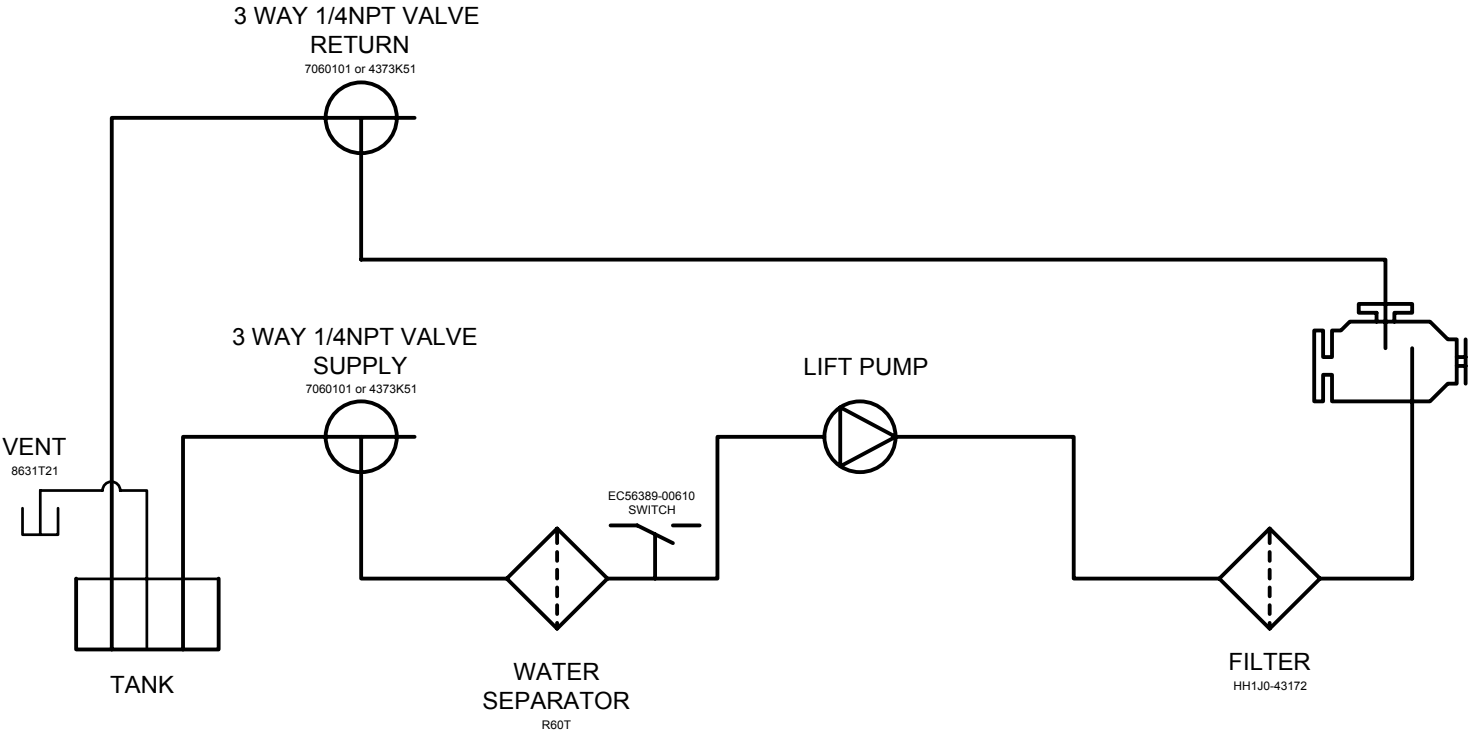 3 WAY 1/4NPT VALVE
RETURN
7060101 or 4373K51
3 WAY 1/4NPT VALVE
SUPPLY
7060101 or 4373K51
LIFT PUMP
VENT
8631T21
EC56389-00610
SWITCH
TANK
WATER
SEPARATOR
R60T
FILTER
HH1J0-43172